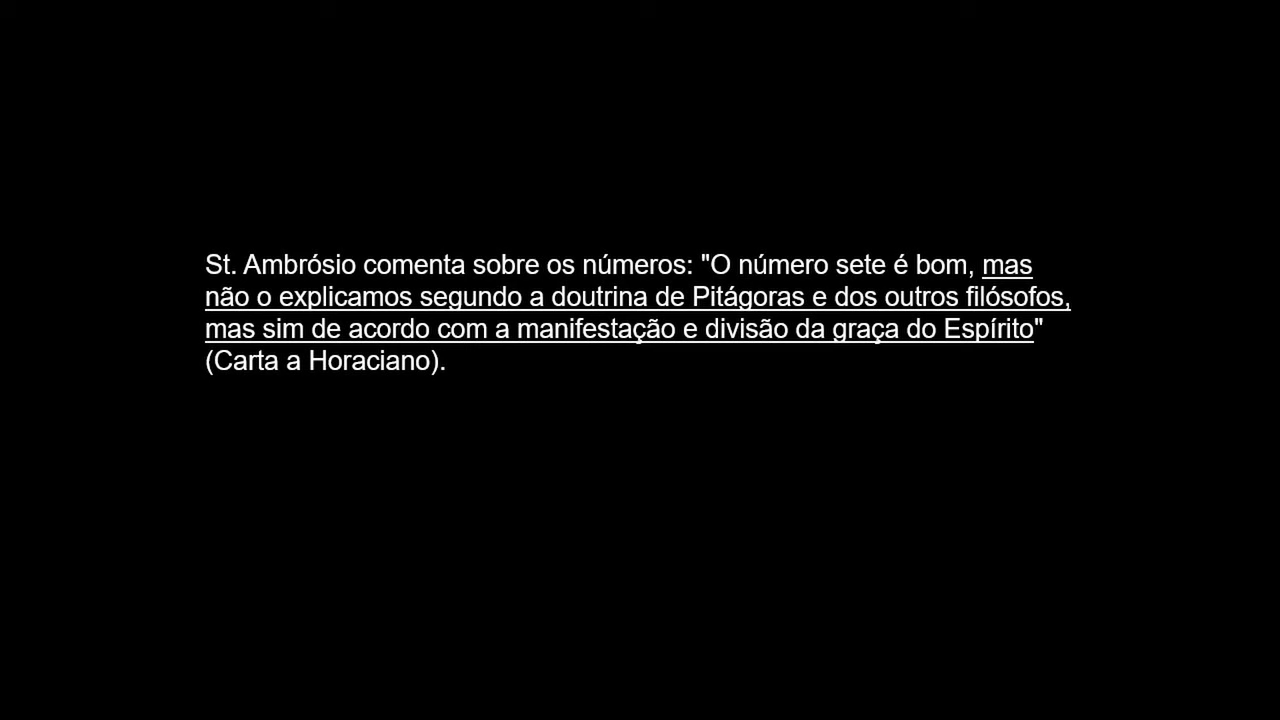 St. Ambrósio comenta sobre os números: "O número sete é bom, mas
não o explicamos segundo a doutrina de Pitágoras e dos outros filósofos,
mas sim de acordo com a manifestação e divisão da graça do Espírito"
(Carta a Horaciano).